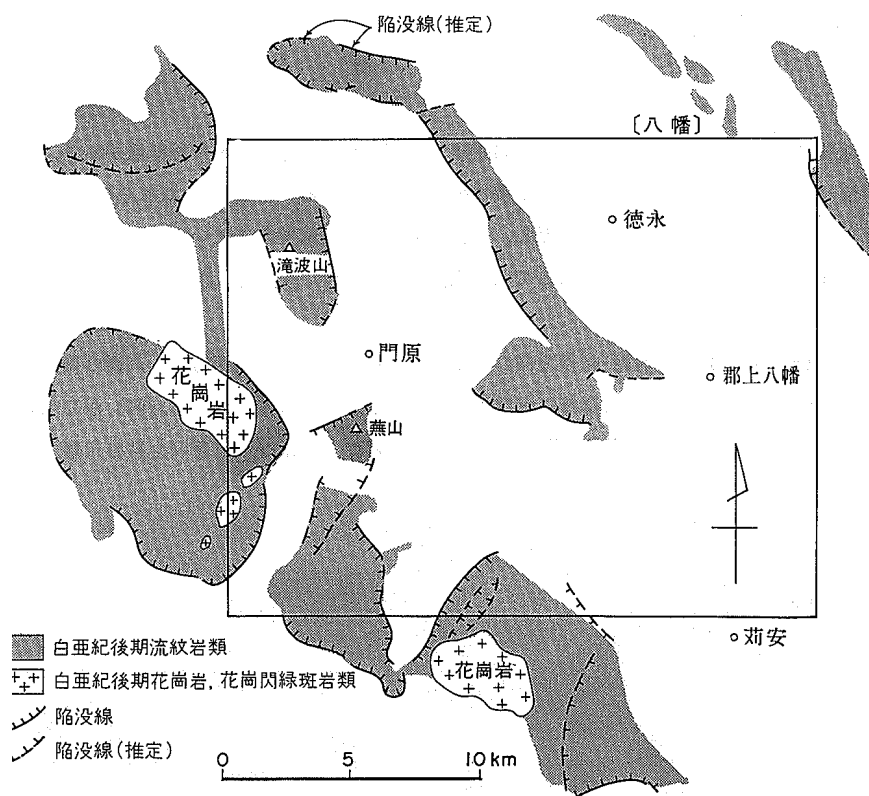 陥没線(推定)
〔八幡〕
徳永
滝波山
門原
花崗岩
郡上八幡
蕪山
苅安
花崗岩
白亜紀後期流紋岩類
白亜紀後期花崗岩,花崗閃緑斑岩類
陥没線
陥没線(推定)
0 5 10km